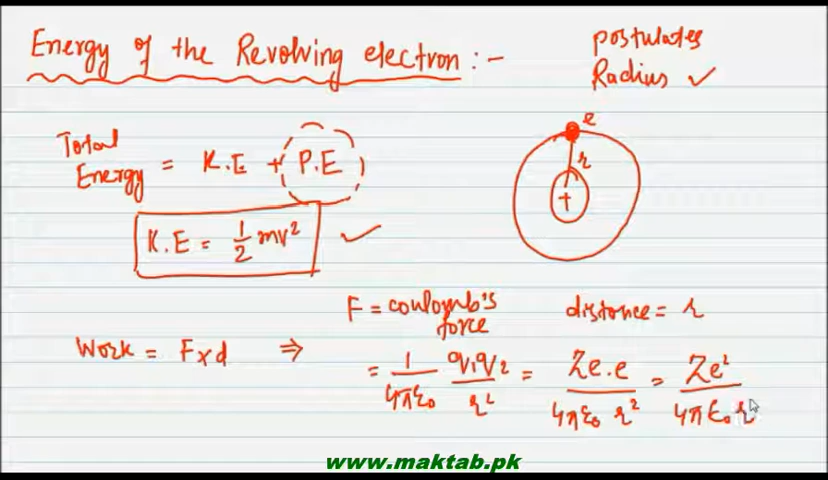 Energy of the Revolving electron :-
postulates
Radius ✓
e
r
+
Total
Energy = K.E + P.E
K.E = 1/2 mv² ✓
F = coulomb's
force
distance = r
Work = F x d ⇒
= 1/4πε₀ q₁q₂/r² = Ze.e/4πε₀ r² = Ze²/4πε₀ r
www.maktab.pk